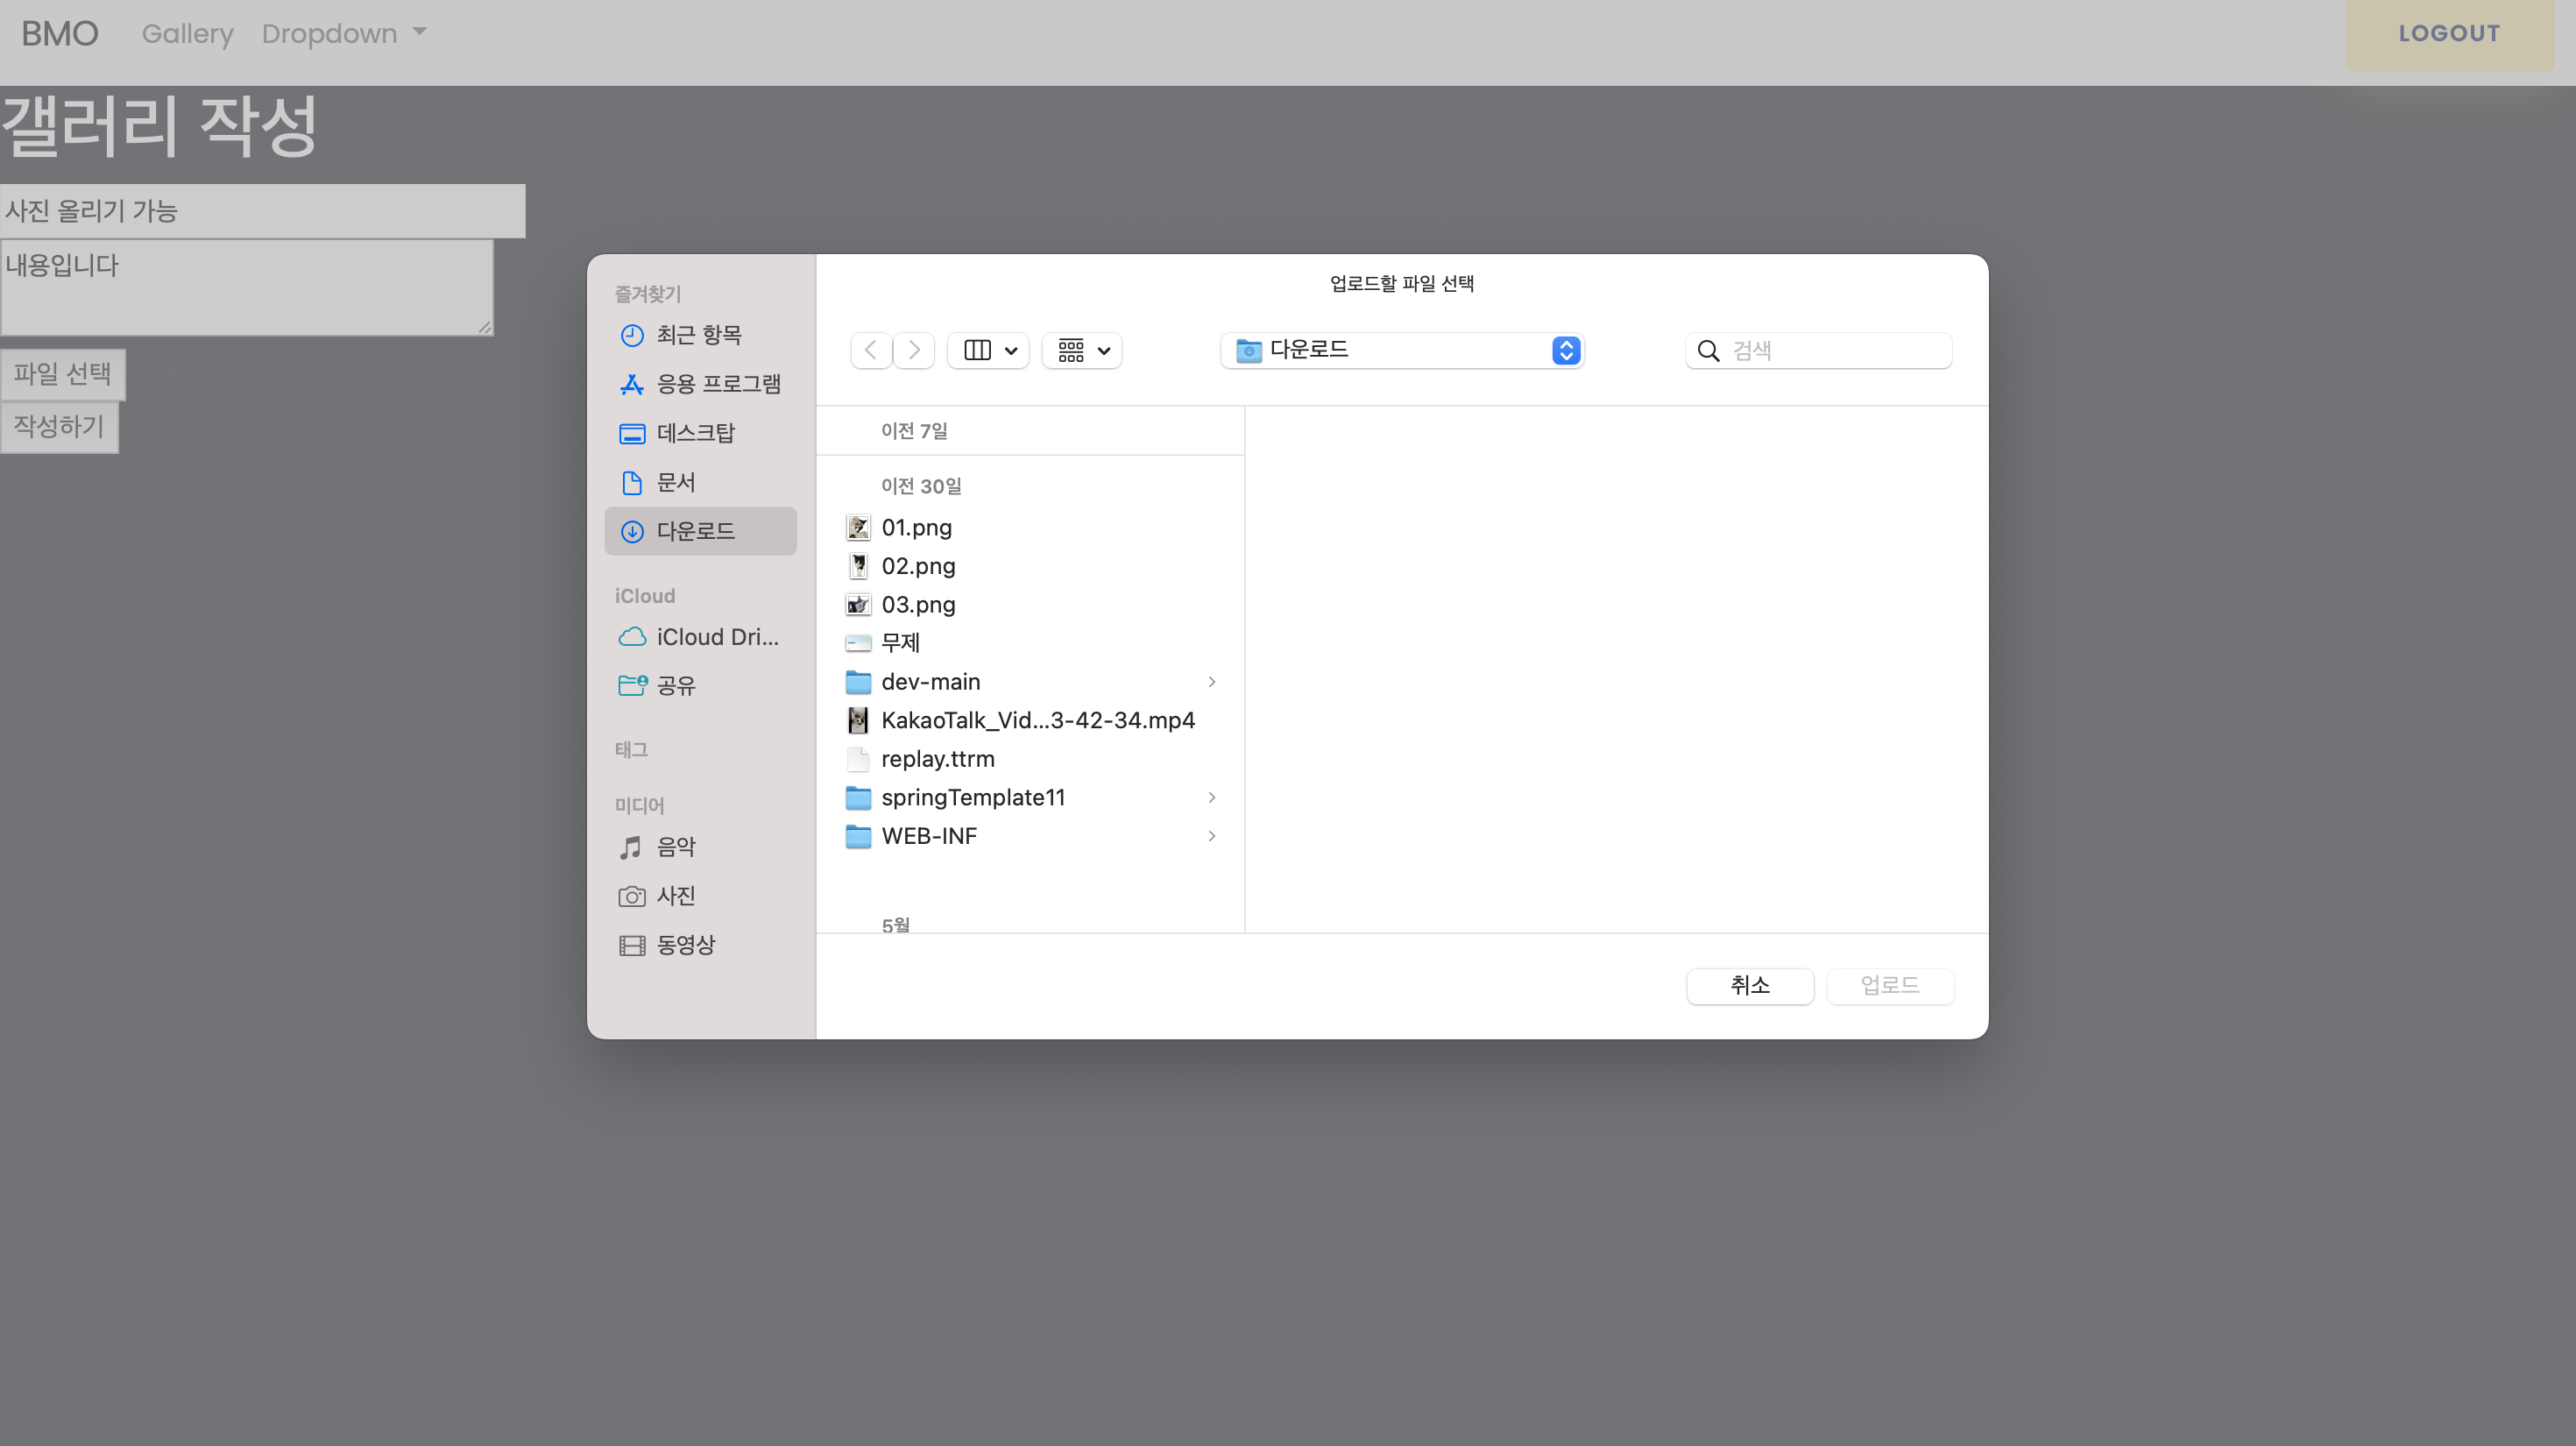 BMO Gallery Dropdown LOGOUT
갤러리 작성
사진 올리기 가능
내용입니다
파일 선택
작성하기
업로드할 파일 선택
즐겨찾기
최근 항목
응용 프로그램
데스크탑
문서
다운로드
iCloud
iCloud Dri...
공유
태그
미디어
음악
사진
동영상
다운로드
검색
이전 7일
이전 30일
01.png
02.png
03.png
무제
dev-main
KakaoTalk_Vid...3-42-34.mp4
replay.ttrm
springTemplate11
WEB-INF
5월
취소 업로드